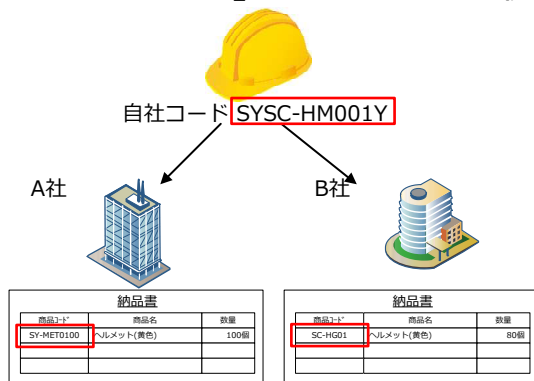 自社コード SYSC-HM001Y
A社
B社
納品書
商品ｺｰﾄﾞ 商品名 数量
SY-MET0100 ヘルメット(黄色) 100個
納品書
商品ｺｰﾄﾞ 商品名 数量
SC-HG01 ヘルメット(黄色) 80個